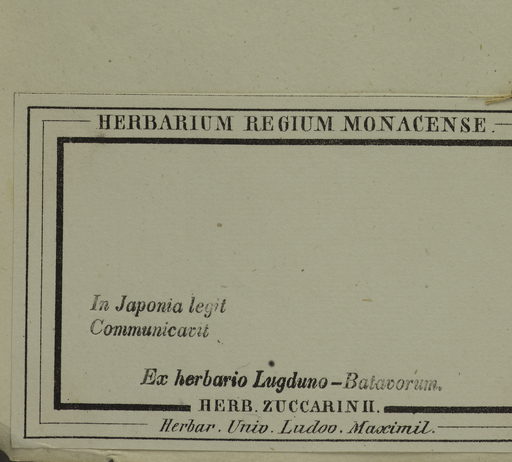 HERBARIUM REGIUM MONACENSE.
In Japonia legit
Communicavit
Ex herbario Lugduno-Batavorum.
HERB. ZUCCARINII.
Herbar. Univ. Ludov. Maximil.